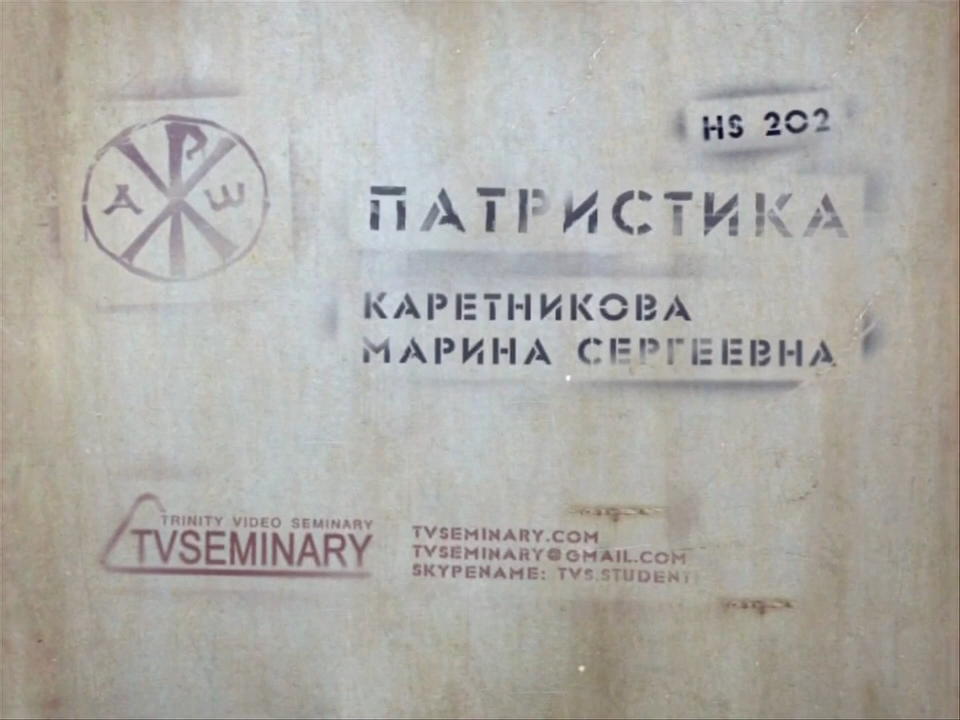 HS 202
ПАТРИСТИКА
КАРЕТНИКОВА
МАРИНА СЕРГЕЕВНА
TRINITY VIDEO SEMINARY
TVSEMINARY
TVSEMINARY.COM
TVSEMINARY@GMAIL.COM
SKYPENAME: TVS.STUDENT
Α Ρ Ш